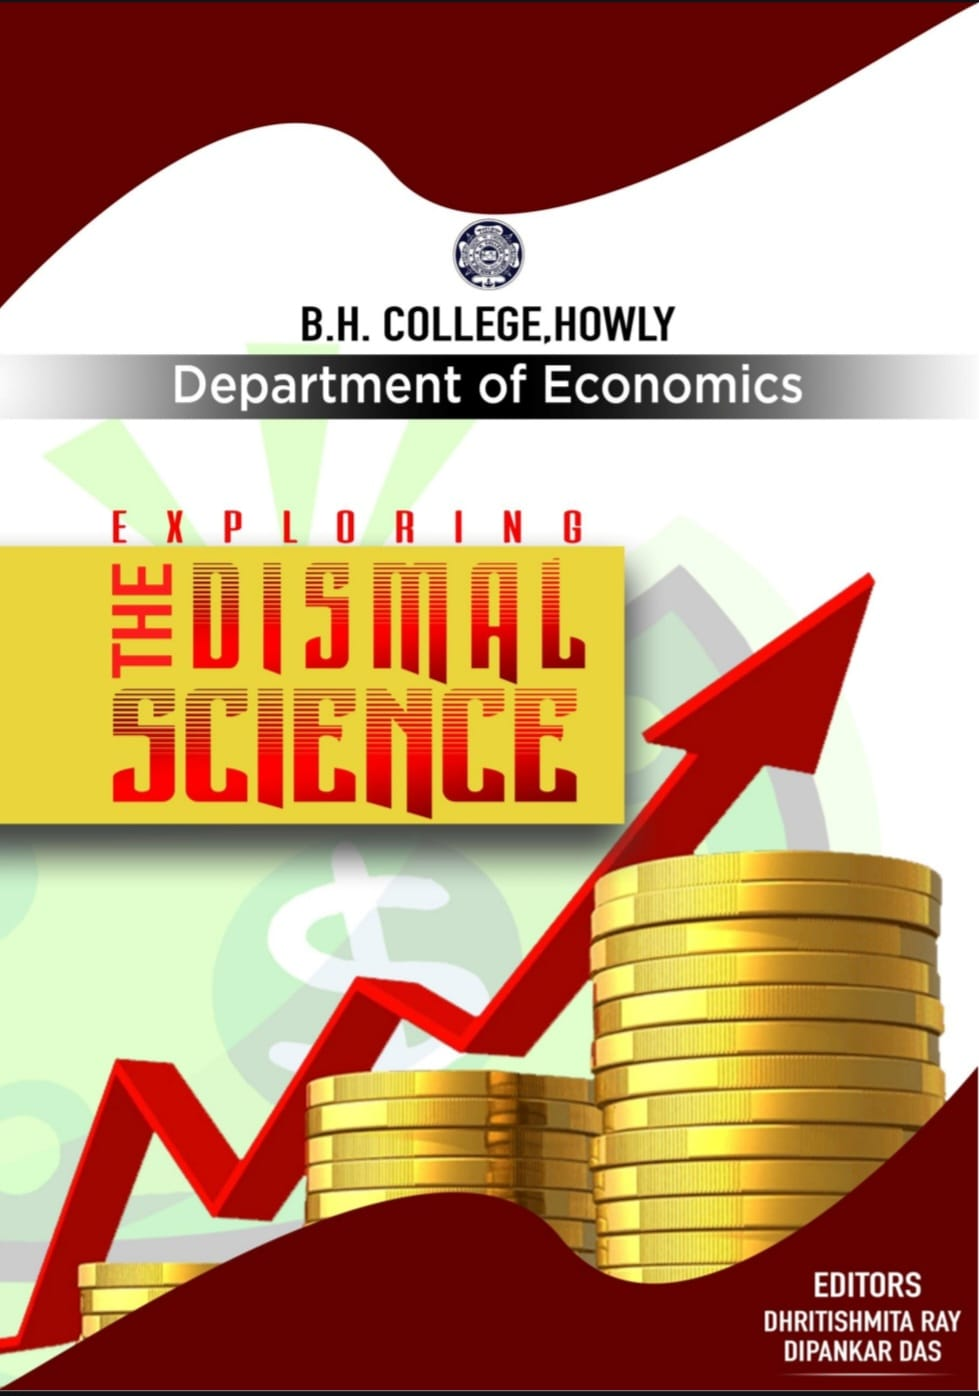 B.H. COLLEGE,HOWLY
Department of Economics
EXPLORING
THE DISMAL
SCIENCE
EDITORS
DHRITISHMITA RAY
DIPANKAR DAS